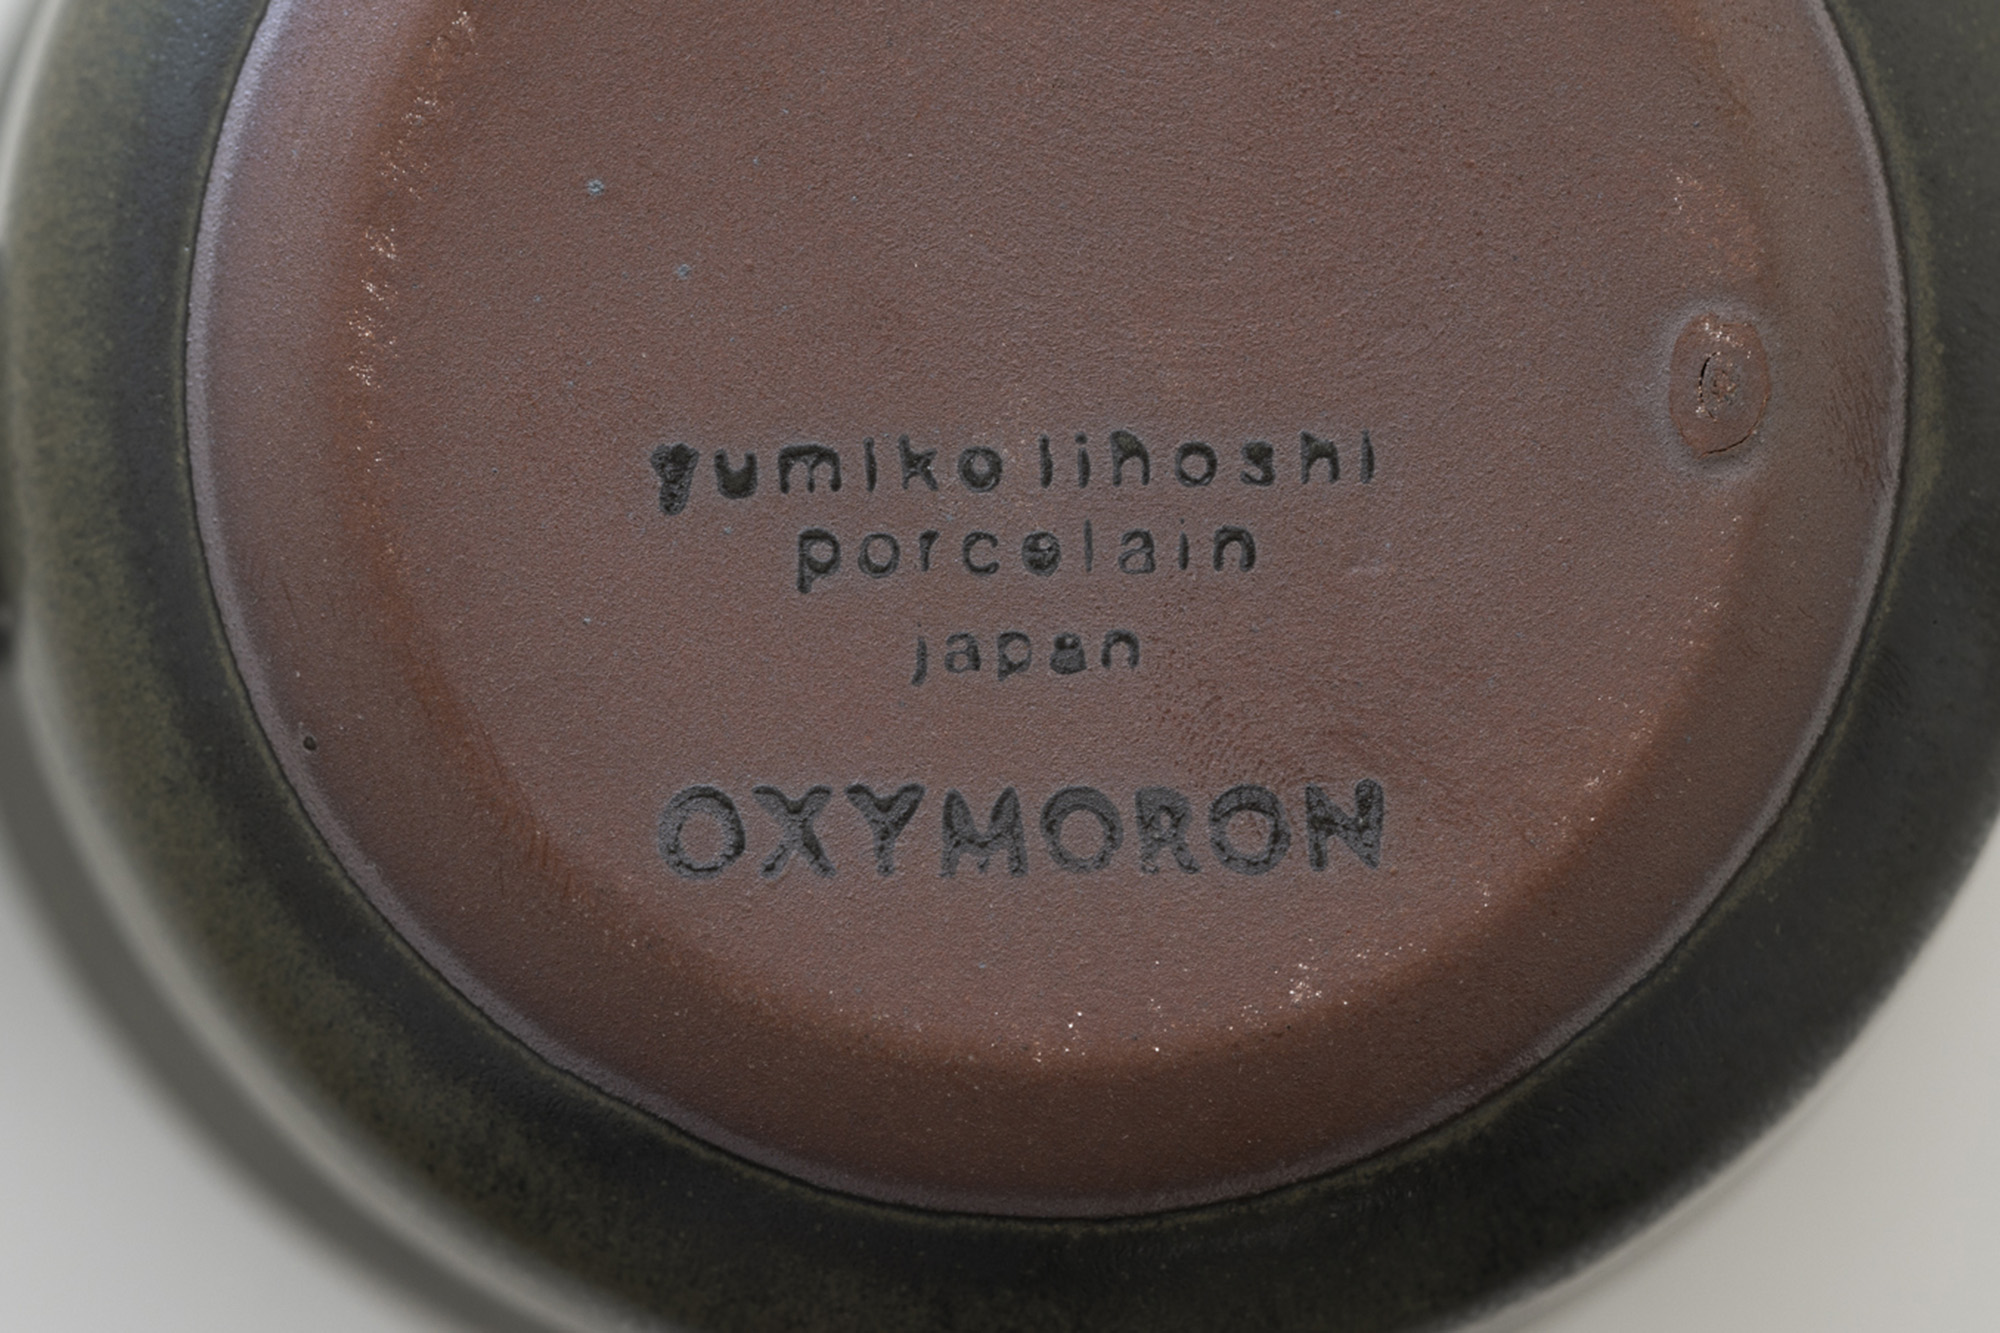 yumiko iihoshi
porcelain
japan
OXYMORON